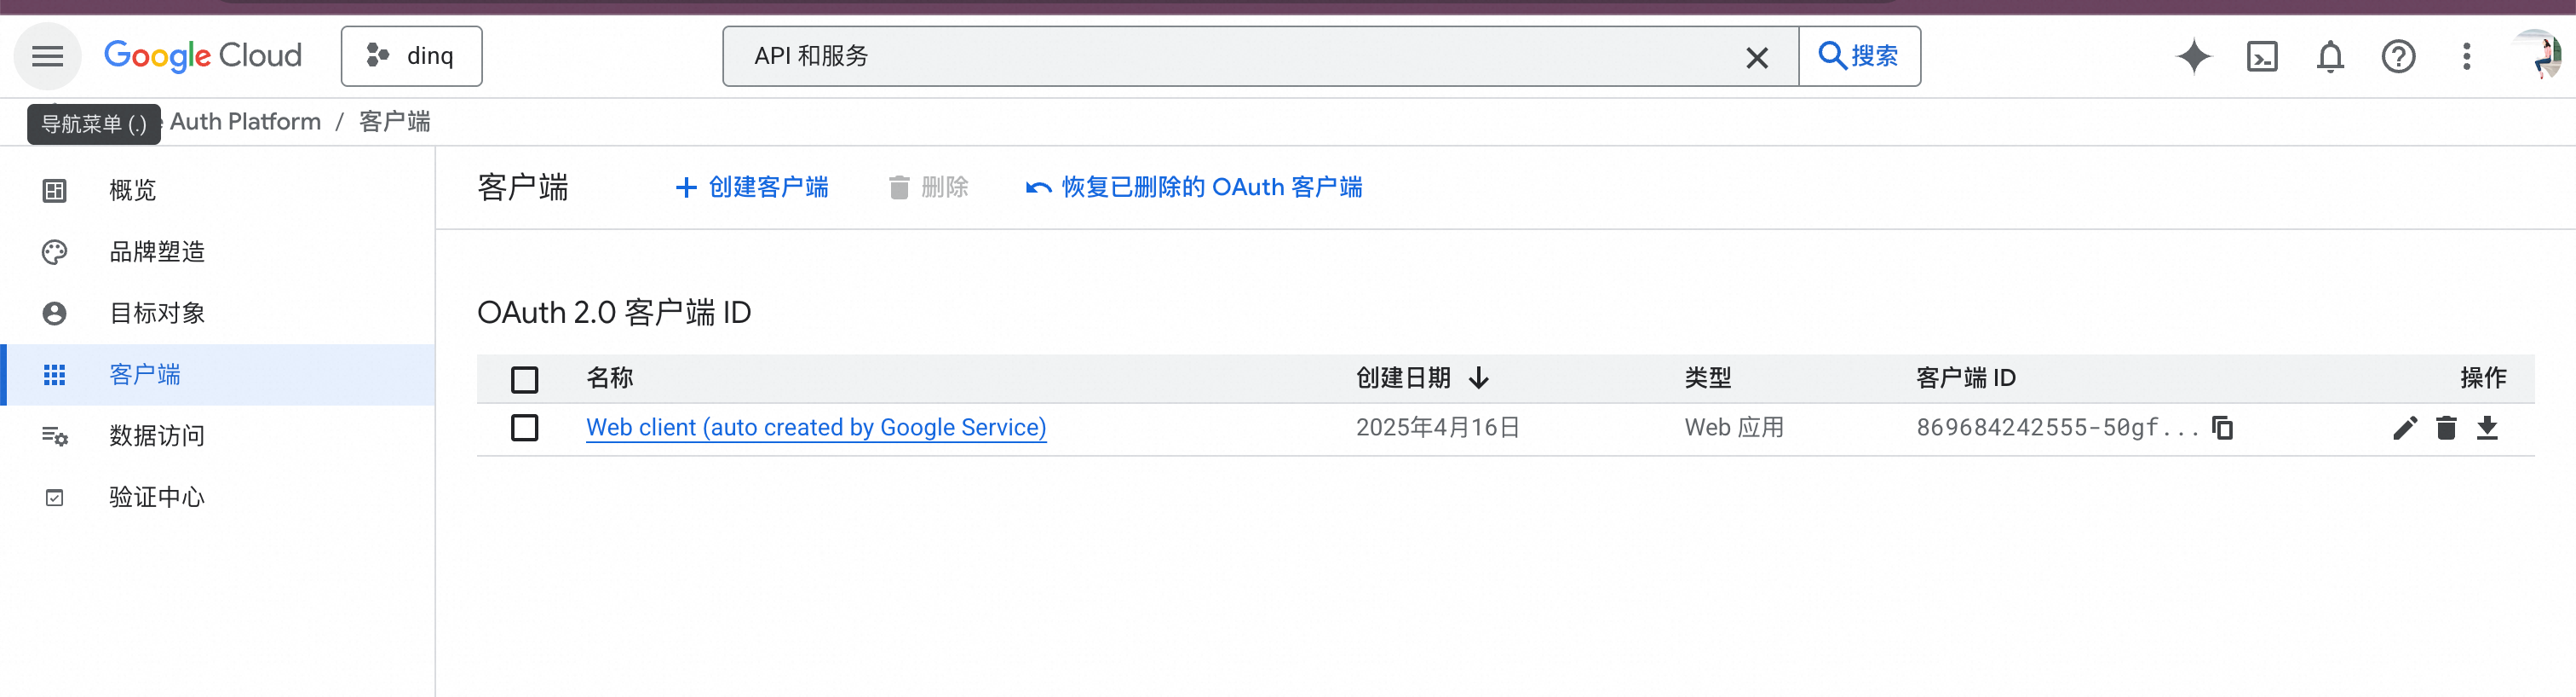 Google Cloud
dinq
API 和服务
搜索
导航菜单 (.)
Auth Platform / 客户端
概览
品牌塑造
目标对象
客户端
数据访问
验证中心
客户端
创建客户端
删除
恢复已删除的 OAuth 客户端
OAuth 2.0 客户端 ID
名称 创建日期 类型 客户端 ID 操作
Web client (auto created by Google Service) 2025年4月16日 Web 应用 869684242555-50gf...